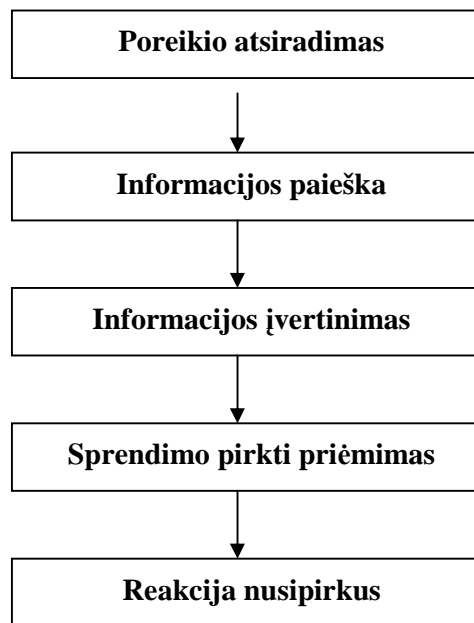 Poreikio atsiradimas
Informacijos paieška
Informacijos įvertinimas
Sprendimo pirkti priėmimas
Reakcija nusipirkus